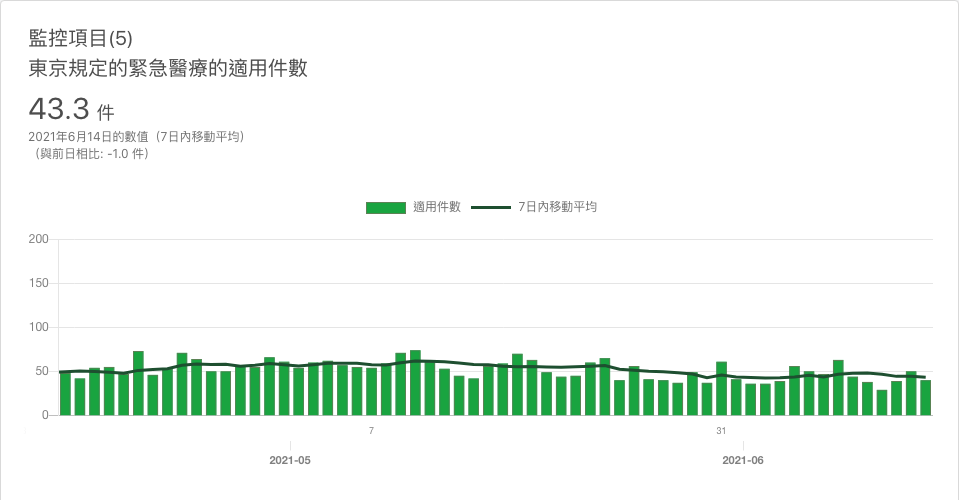 監控項目(5)
東京規定的緊急醫療的適用件數
43.3 件
2021年6月14日的數值（7日內移動平均）
（與前日相比: -1.0 件）
適用件數 7日內移動平均
200
150
100
50
0
7 31
2021-05 2021-06